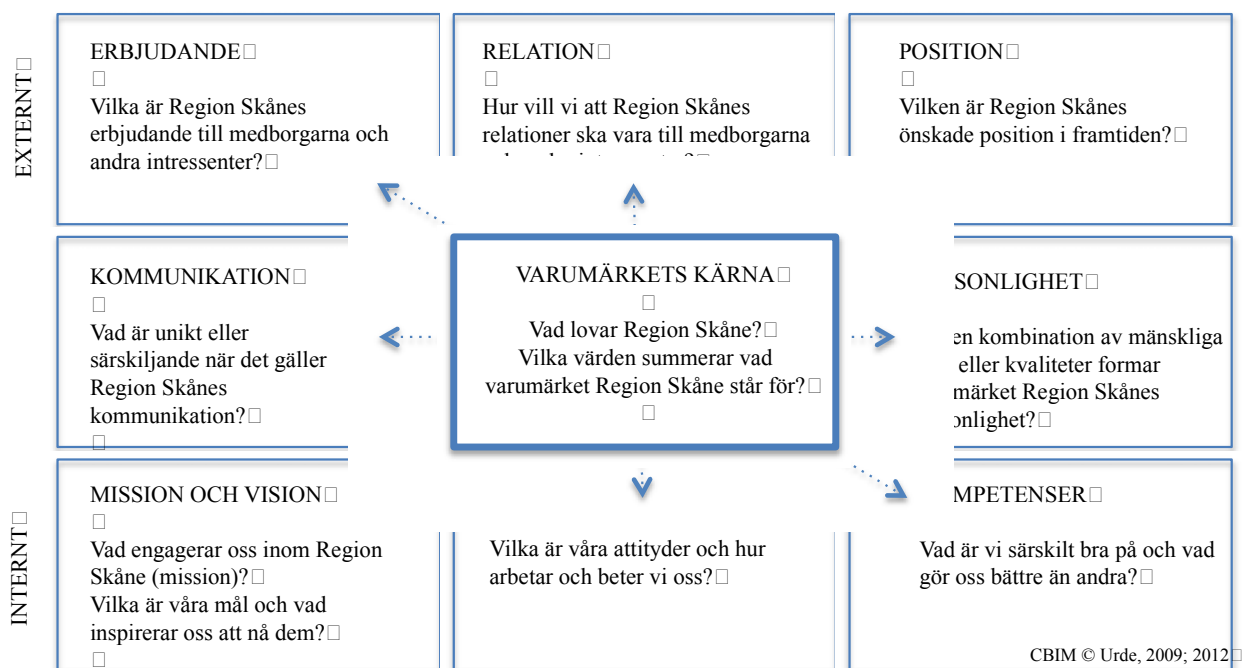 EXTERNT
ERBJUDANDE
Vilka är Region Skånes
erbjudande till medborgarna och
andra intressenter?
RELATION
Hur vill vi att Region Skånes
relationer ska vara till medborgarna
POSITION
Vilken är Region Skånes
önskade position i framtiden?
KOMMUNIKATION
Vad är unikt eller
särskiljande när det gäller
Region Skånes
kommunikation?
VARUMÄRKETS KÄRNA
Vad lovar Region Skåne?
Vilka värden summerar vad
varumärket Region Skåne står för?
SONLIGHET
en kombination av mänskliga
eller kvaliteter formar
märket Region Skånes
onlighet?
INTERNT
MISSION OCH VISION
Vad engagerar oss inom Region
Skåne (mission)?
Vilka är våra mål och vad
inspirerar oss att nå dem?
Vilka är våra attityder och hur
arbetar och beter vi oss?
MPETENSER
Vad är vi särskilt bra på och vad
gör oss bättre än andra?
CBIM © Urde, 2009; 2012